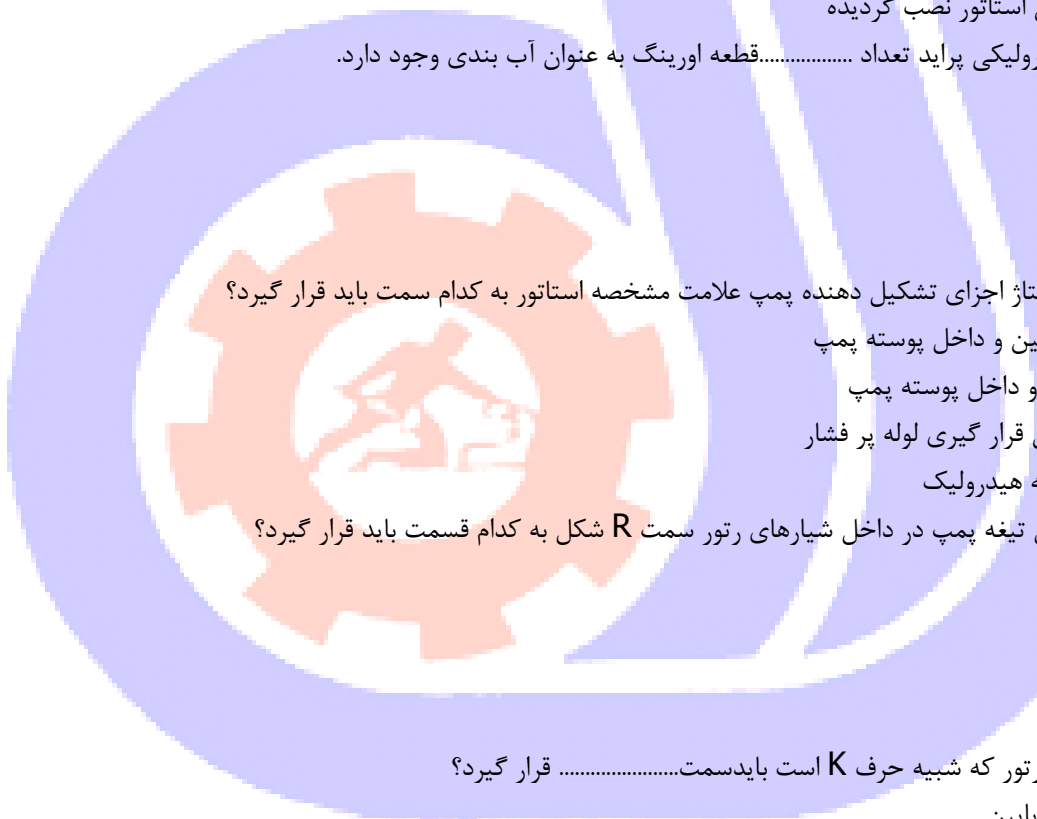 استاتور نصب گردیده
رولیکی پراید تعداد .................قطعه اورینگ به عنوان آب بندی وجود دارد.
تاژ اجزای تشکیل دهنده پمپ علامت مشخصه استاتور به کدام سمت باید قرار گیرد؟
ین و داخل پوسته پمپ
و داخل پوسته پمپ
قرار گیری لوله پر فشار
ه هیدرولیک
تیغه پمپ در داخل شیارهای رتور سمت R شکل به کدام قسمت باید قرار گیرد؟
رتور که شبیه حرف K است بایدسمت...................... قرار گیرد؟